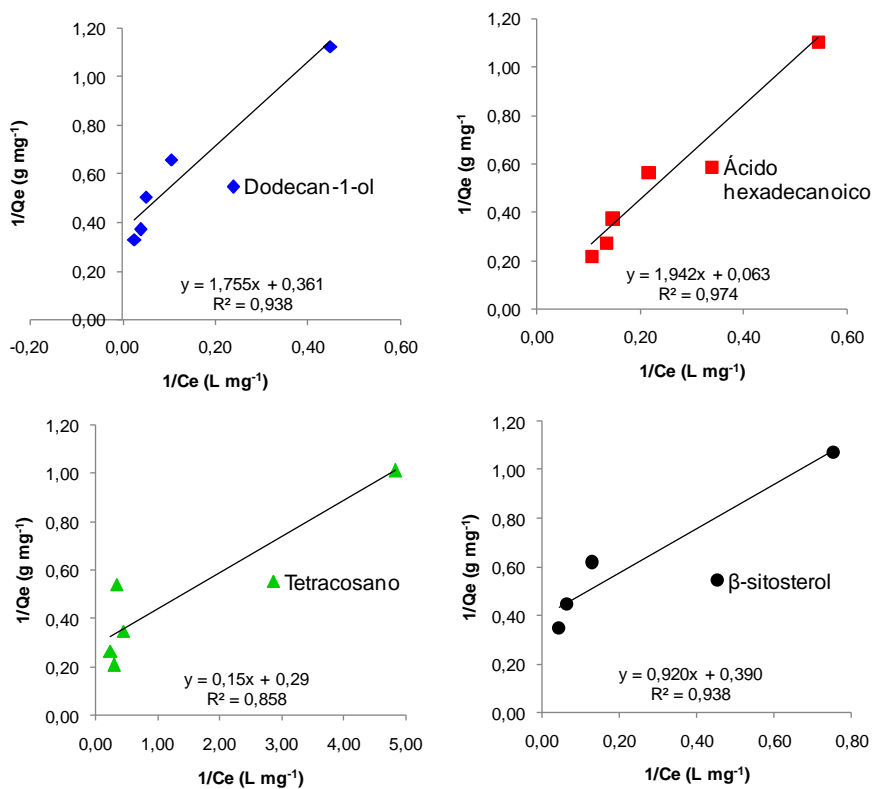 1,20
1,00
0,80
0,60
0,40
0,20
0,00
-0,20
0,00
0,20
0,40
0,60
1/Qe (g mg-1)
1/Ce (L mg-1)
Dodecan-1-ol
y = 1,755x + 0,361
R² = 0,938
1,20
1,00
0,80
0,60
0,40
0,20
0,00
0,00
0,20
0,40
0,60
1/Qe (g mg-1
1/Ce (L mg-1)
Ácido
hexadecanoico
y = 1,942x + 0,063
R² = 0,974
1,20
1,00
0,80
0,60
0,40
0,20
0,00
0,00
1,00
2,00
3,00
4,00
5,00
1/Qe (g mg-1)
1/Ce (L mg-1)
Tetracosano
y = 0,15x + 0,29
R² = 0,858
1,20
1,00
0,80
0,60
0,40
0,20
0,00
0,00
0,20
0,40
0,60
0,80
1/Qe (g mg-1)
1/Ce (L mg-1)
β-sitosterol
y = 0,920x + 0,390
R² = 0,938